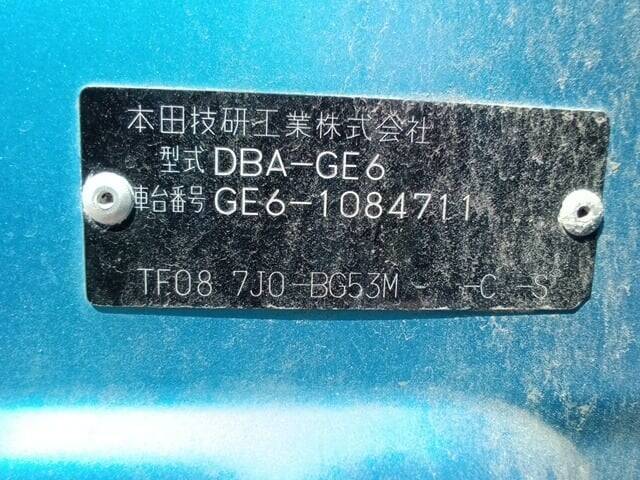 本田技研工業株式会社
型式 DBA-GE6
車台番号 GE6-1084711
TF08 7J0-BG53M- -C -S